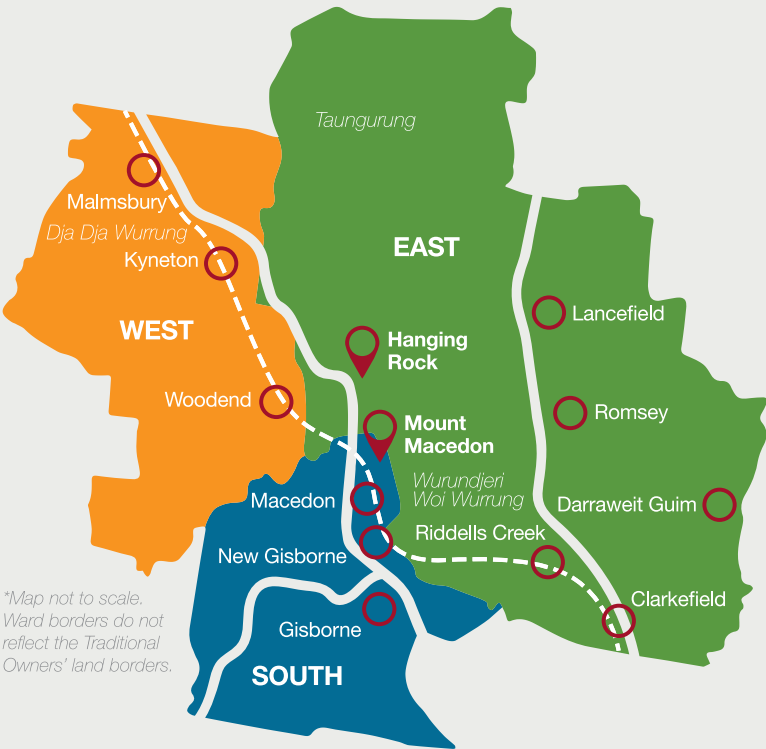 Taungurung
Malmsbury
Dja Dja Wurrung
Kyneton
EAST
WEST
Lancefield
Hanging
Rock
Woodend
Romsey
Mount
Macedon
Wurundjeri
Woi Wurrung
Macedon
Darraweit Guim
Riddells Creek
New Gisborne
Clarkefield
*Map not to scale.
Ward borders do not
reflect the Traditional
Owners' land borders.
Gisborne
SOUTH